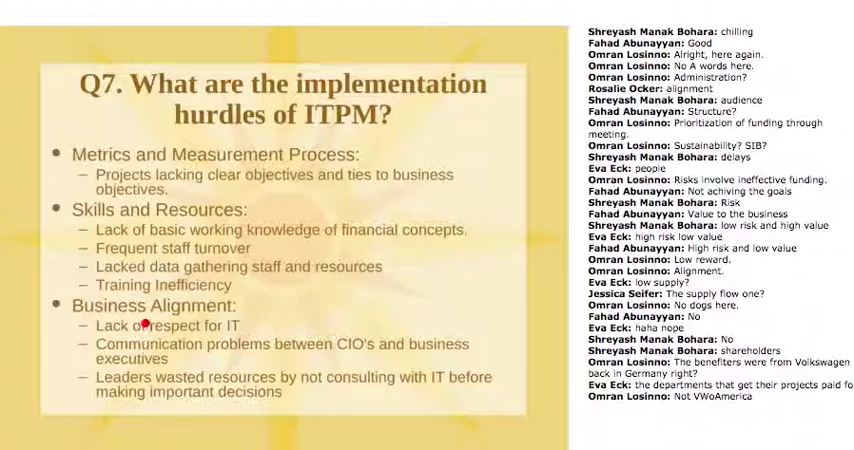 Q7. What are the implementation
hurdles of ITPM?
• Metrics and Measurement Process:
– Projects lacking clear objectives and ties to business
objectives.
• Skills and Resources:
– Lack of basic working knowledge of financial concepts.
– Frequent staff turnover
– Lacked data gathering staff and resources
– Training Inefficiency
• Business Alignment:
– Lack of respect for IT
– Communication problems between CIO's and business
executives
– Leaders wasted resources by not consulting with IT before
making important decisions
Shreyash Manak Bohara: chilling
Fahad Abunayyan: Good
Omran Losinno: Alright, here again.
Omran Losinno: No A words here.
Omran Losinno: Administration?
Rosalie Ocker: alignment
Shreyash Manak Bohara: audience
Fahad Abunayyan: Structure?
Omran Losinno: Prioritization of funding through
meeting.
Omran Losinno: Sustainability? SIB?
Shreyash Manak Bohara: delays
Eva Eck: people
Omran Losinno: Risks involve ineffective funding.
Fahad Abunayyan: Not achiving the goals
Shreyash Manak Bohara: Risk
Fahad Abunayyan: Value to the business
Shreyash Manak Bohara: low risk and high value
Eva Eck: high risk low value
Fahad Abunayyan: High risk and low value
Omran Losinno: Low reward.
Omran Losinno: Alignment.
Eva Eck: low supply?
Jessica Seifer: The supply flow one?
Omran Losinno: No dogs here.
Fahad Abunayyan: No
Eva Eck: haha nope
Shreyash Manak Bohara: No
Shreyash Manak Bohara: shareholders
Omran Losinno: The benefiters were from Volkswagen
back in Germany right?
Eva Eck: the departments that get their projects paid fo
Omran Losinno: Not VWoAmerica